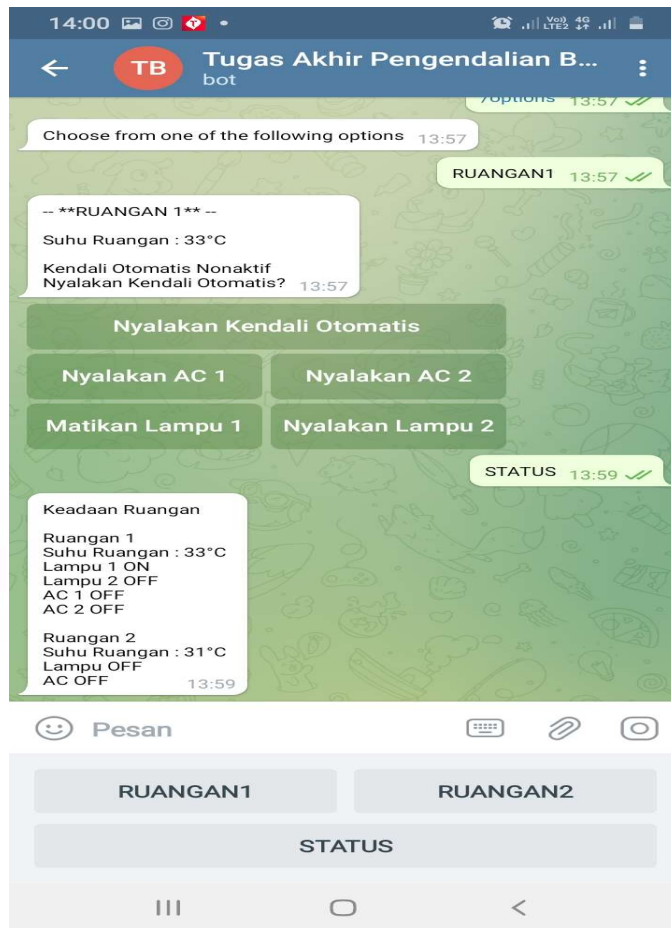 14:00
VoD 4G
LTE2
TB
Tugas Akhir Pengendalian B...
bot
/options 13:57
Choose from one of the following options 13:57
RUANGAN1 13:57
-- **RUANGAN 1** --
Suhu Ruangan : 33°C
Kendali Otomatis Nonaktif
Nyalakan Kendali Otomatis? 13:57
Nyalakan Kendali Otomatis
Nyalakan AC 1
Nyalakan AC 2
Matikan Lampu 1
Nyalakan Lampu 2
STATUS 13:59
Keadaan Ruangan
Ruangan 1
Suhu Ruangan : 33°C
Lampu 1 ON
Lampu 2 OFF
AC 1 OFF
AC 2 OFF
Ruangan 2
Suhu Ruangan : 31°C
Lampu OFF
AC OFF 13:59
Pesan
RUANGAN1
RUANGAN2
STATUS